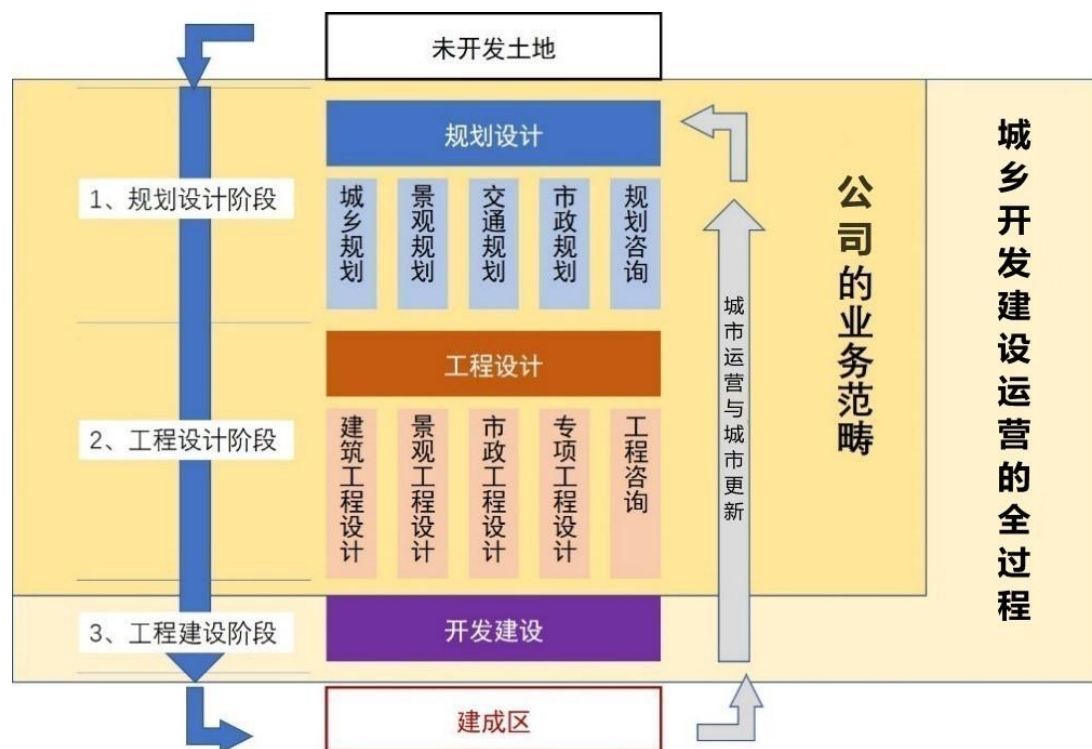 未开发土地
规划设计
1、规划设计阶段
城乡规划
景观规划
交通规划
市政规划
规划咨询
工程设计
2、工程设计阶段
建筑工程设计
景观工程设计
市政工程设计
专项工程设计
工程咨询
开发建设
3、工程建设阶段
建成区
城市运营与城市更新
公司的业务范畴
城乡开发建设运营的全过程